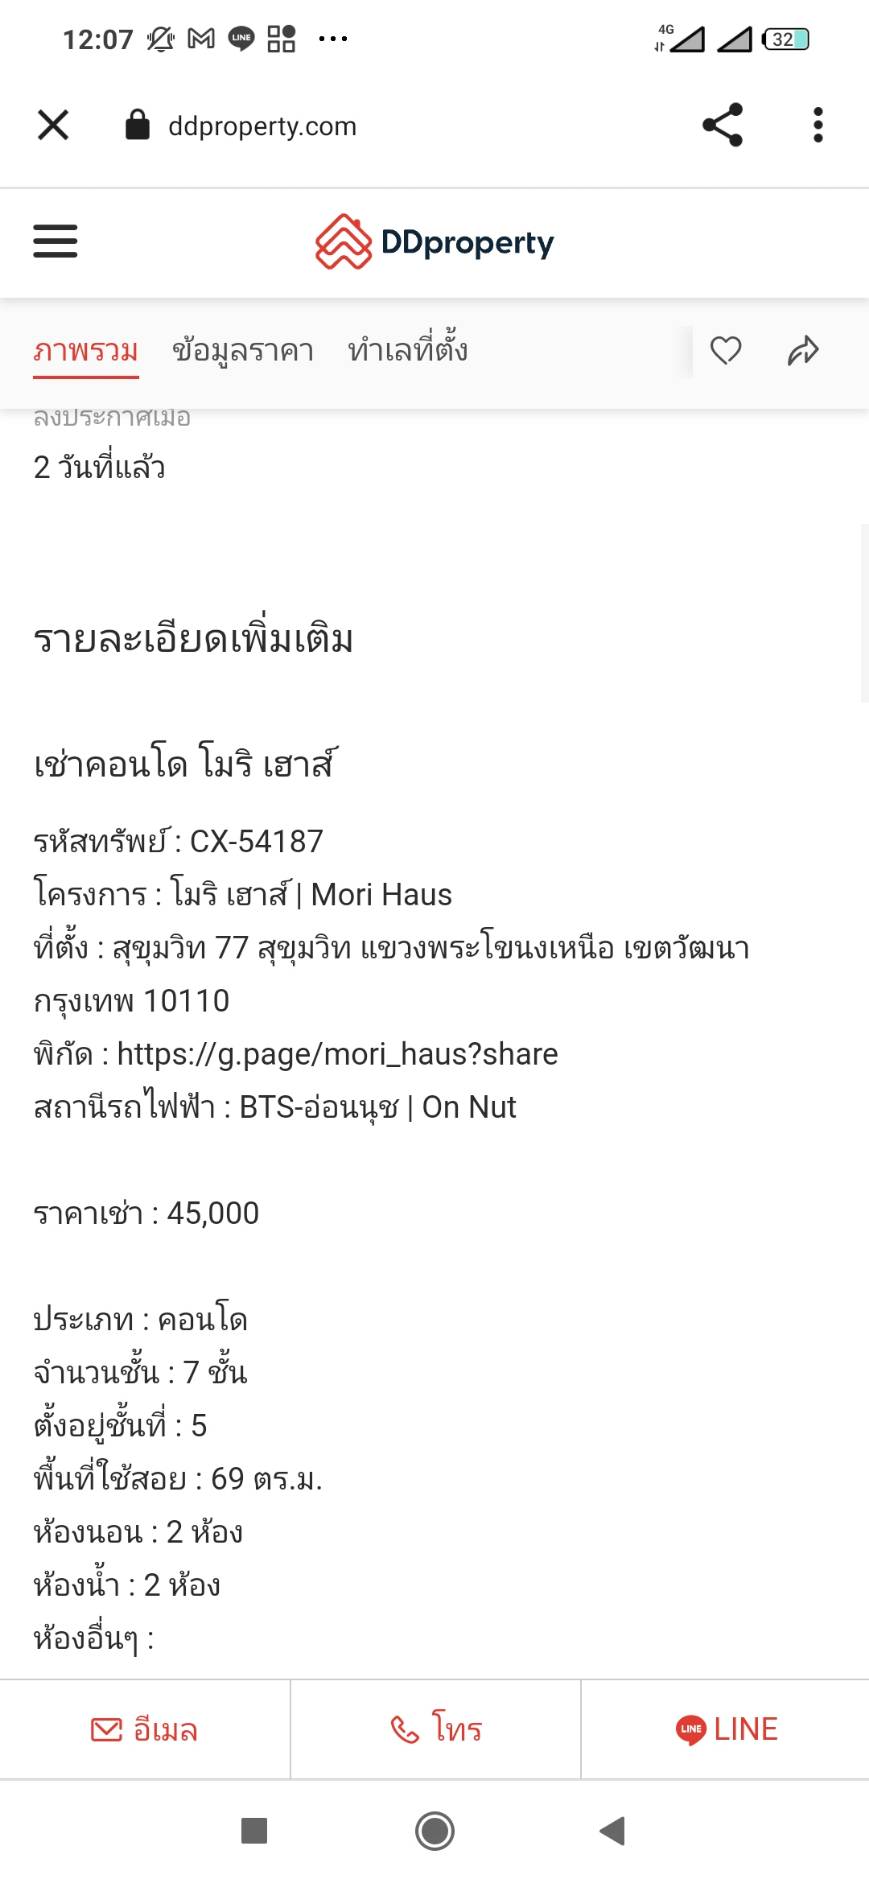 12:07
LINE
4G
32
ddproperty.com
DDproperty
ภาพรวม ข้อมูลราคา ทำเลที่ตั้ง
ลงประกาศเมื่อ
2 วันที่แล้ว
รายละเอียดเพิ่มเติม
เช่าคอนโด โมริ เฮาส์
รหัสทรัพย์ : CX-54187
โครงการ : โมริ เฮาส์ | Mori Haus
ที่ตั้ง : สุขุมวิท 77 สุขุมวิท แขวงพระโขนงเหนือ เขตวัฒนา
กรุงเทพ 10110
พิกัด : https://g.page/mori_haus?share
สถานีรถไฟฟ้า : BTS-อ่อนนุช | On Nut
ราคาเช่า : 45,000
ประเภท : คอนโด
จำนวนชั้น : 7 ชั้น
ตั้งอยู่ชั้นที่ : 5
พื้นที่ใช้สอย : 69 ตร.ม.
ห้องนอน : 2 ห้อง
ห้องน้ำ : 2 ห้อง
ห้องอื่นๆ :
อีเมล โทร LINE LINE